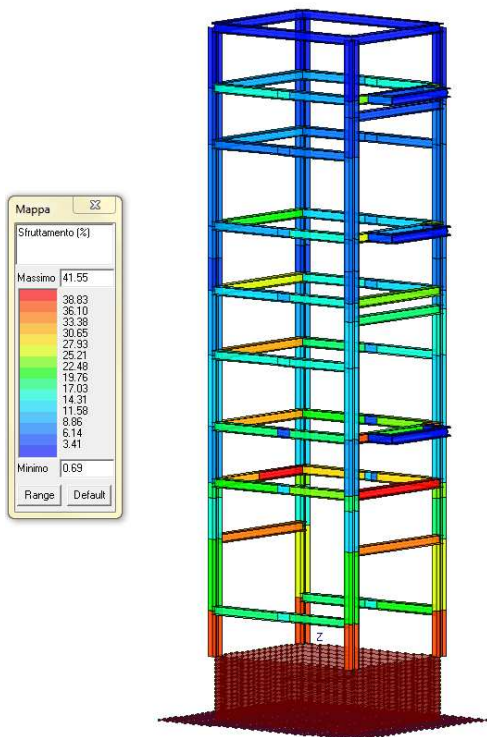 Mappa
Sfruttamento (%)
Massimo 41.55
38.83
36.10
33.38
30.65
27.93
25.21
22.48
19.76
17.03
14.31
11.58
8.86
6.14
3.41
Minimo 0.69
Range Default
Z